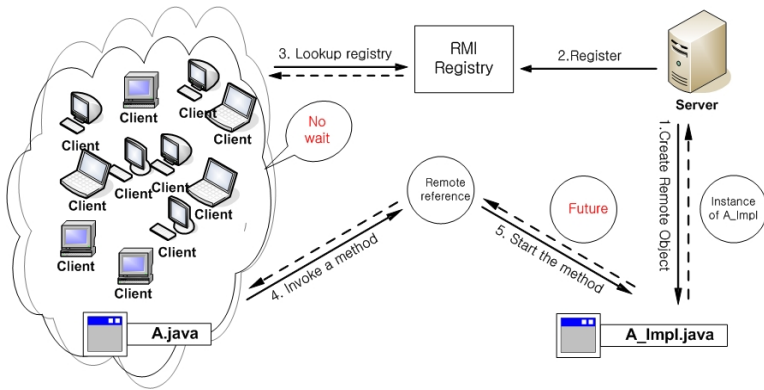 3. Lookup registry
RMI
Registry
2.Register
Server
Client
Client
Client
Client
Client
Client
Client
Client
Client
Client
Client
No
wait
Remote
reference
Future
1.Create Remote Object
Instance
of A_Impl
4. Invoke a method
5. Start the method
A.java
A_Impl.java